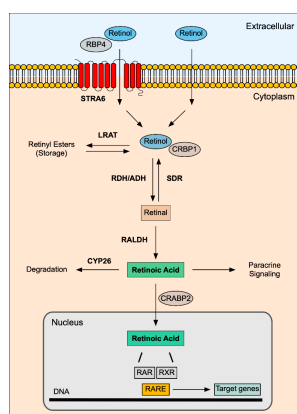 Extracellular
Retinol
RBP4
Retinol
STRA6
Cytoplasm
LRAT
Retinyl Esters
(Storage)
Retinol
CRBP1
RDH/ADH
SDR
Retinal
RALDH
Degradation
CYP26
Retinoic Acid
Paracrine
Signaling
CRABP2
Nucleus
Retinoic Acid
RAR
RXR
RARE
Target genes
DNA